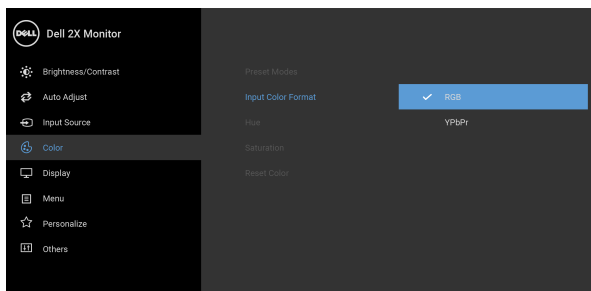 DELL Dell 2X Monitor
Brightness/Contrast
Preset Modes
Auto Adjust
Input Color Format
RGB
Input Source
Hue
YPbPr
Color
Saturation
Display
Reset Color
Menu
Personalize
Others